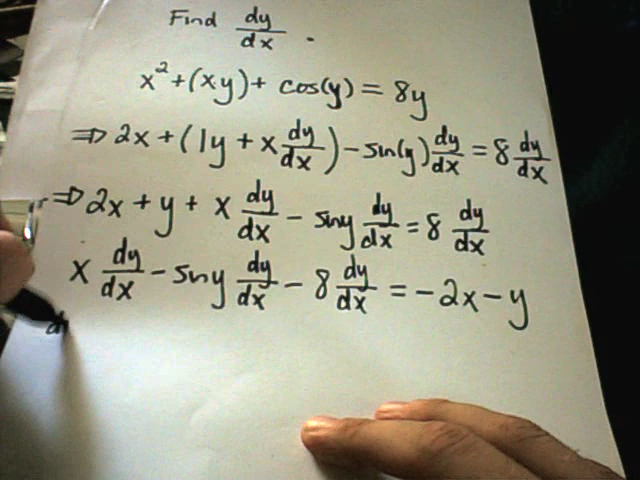 Find dy/dx.
x² + (xy) + cos(y) = 8y
⇒ 2x + (1y + x dy/dx) - sin(y) dy/dx = 8 dy/dx
⇒ 2x + y + x dy/dx - siny dy/dx = 8 dy/dx
x dy/dx - siny dy/dx - 8 dy/dx = -2x - y